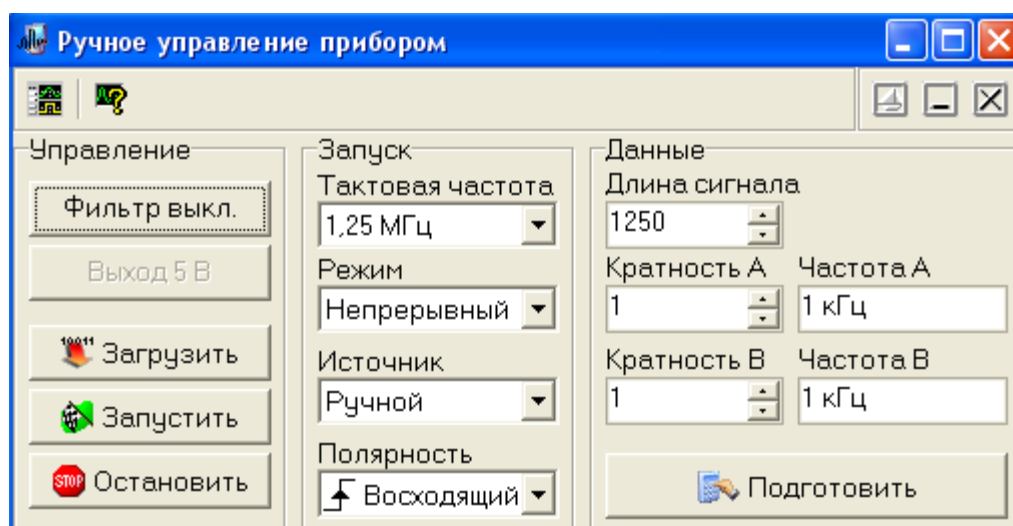 Ручное управление прибором
Управление
Фильтр выкл.
Выход 5 В
10011
Загрузить
Запустить
STOP Остановить
Запуск
Тактовая частота
1,25 МГц
Режим
Непрерывный
Источник
Ручной
Полярность
Восходящий
Данные
Длина сигнала
1250
Кратность A Частота A
1 1 кГц
Кратность B Частота B
1 1 кГц
Подготовить